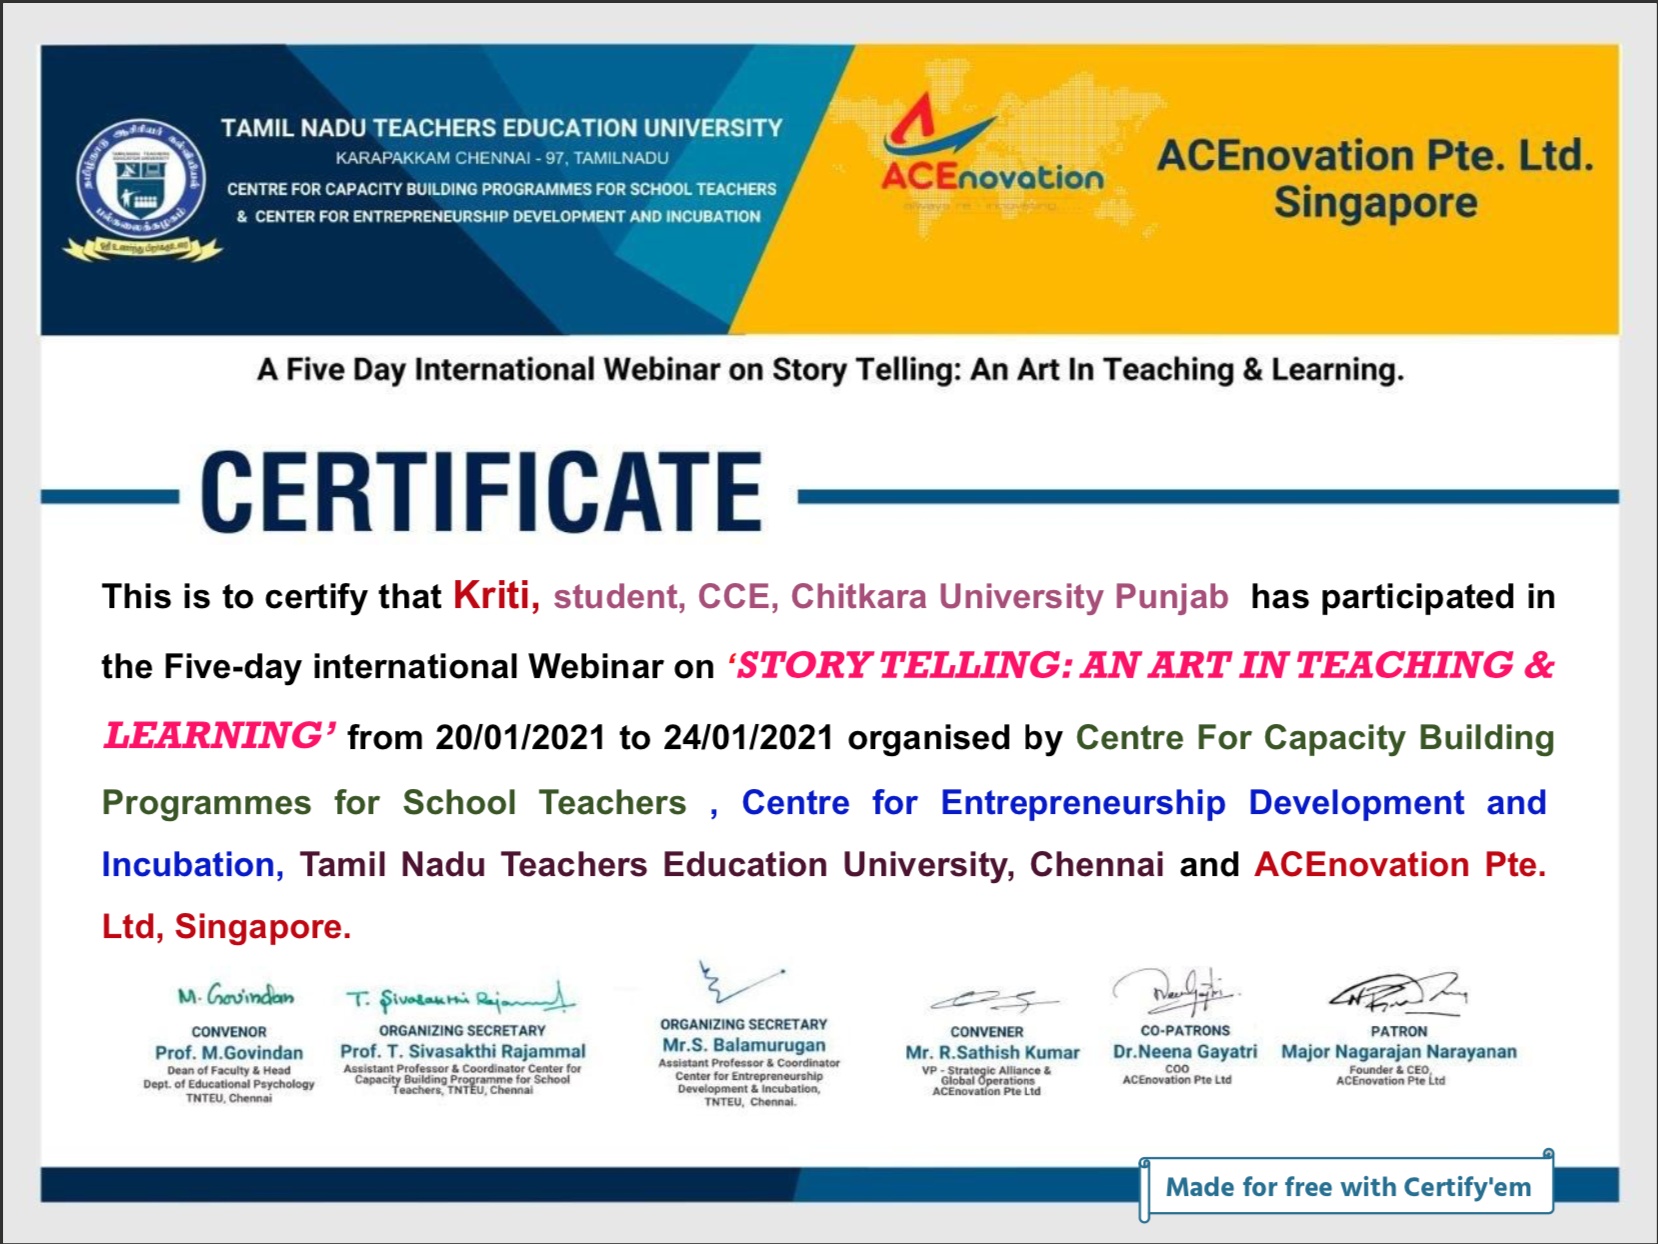 TAMIL NADU TEACHERS EDUCATION UNIVERSITY
KARAPAKKAM CHENNAI - 97, TAMILNADU
CENTRE FOR CAPACITY BUILDING PROGRAMMES FOR SCHOOL TEACHERS
& CENTER FOR ENTREPRENEURSHIP DEVELOPMENT AND INCUBATION
ACEnovation
ACEnovation Pte. Ltd.
Singapore
A Five Day International Webinar on Story Telling: An Art In Teaching & Learning.
CERTIFICATE
This is to certify that Kriti, student, CCE, Chitkara University Punjab has participated in
the Five-day international Webinar on ‘STORY TELLING: AN ART IN TEACHING &
LEARNING’ from 20/01/2021 to 24/01/2021 organised by Centre For Capacity Building
Programmes for School Teachers , Centre for Entrepreneurship Development and
Incubation, Tamil Nadu Teachers Education University, Chennai and ACEnovation Pte.
Ltd, Singapore.
M. Govindan
CONVENOR
Prof. M.Govindan
Dean of Faculty & Head
Dept. of Educational Psychology
TNTEU, Chennai
T. Sivasakthi Rajammal
ORGANIZING SECRETARY
Prof. T. Sivasakthi Rajammal
Assistant Professor & Coordinator Center for
Capacity Building Programme for School
Teachers, TNTEU, Chennai
ORGANIZING SECRETARY
Mr.S. Balamurugan
Assistant Professor & Coordinator
Center for Entrepreneurship
Development & Incubation,
TNTEU, Chennai.
CONVENER
Mr. R.Sathish Kumar
VP - Strategic Alliance &
Global Operations
ACEnovation Pte Ltd
CO-PATRONS
Dr.Neena Gayatri
COO
ACEnovation Pte Ltd
PATRON
Major Nagarajan Narayanan
Founder & CEO,
ACEnovation Pte Ltd
Made for free with Certify'em